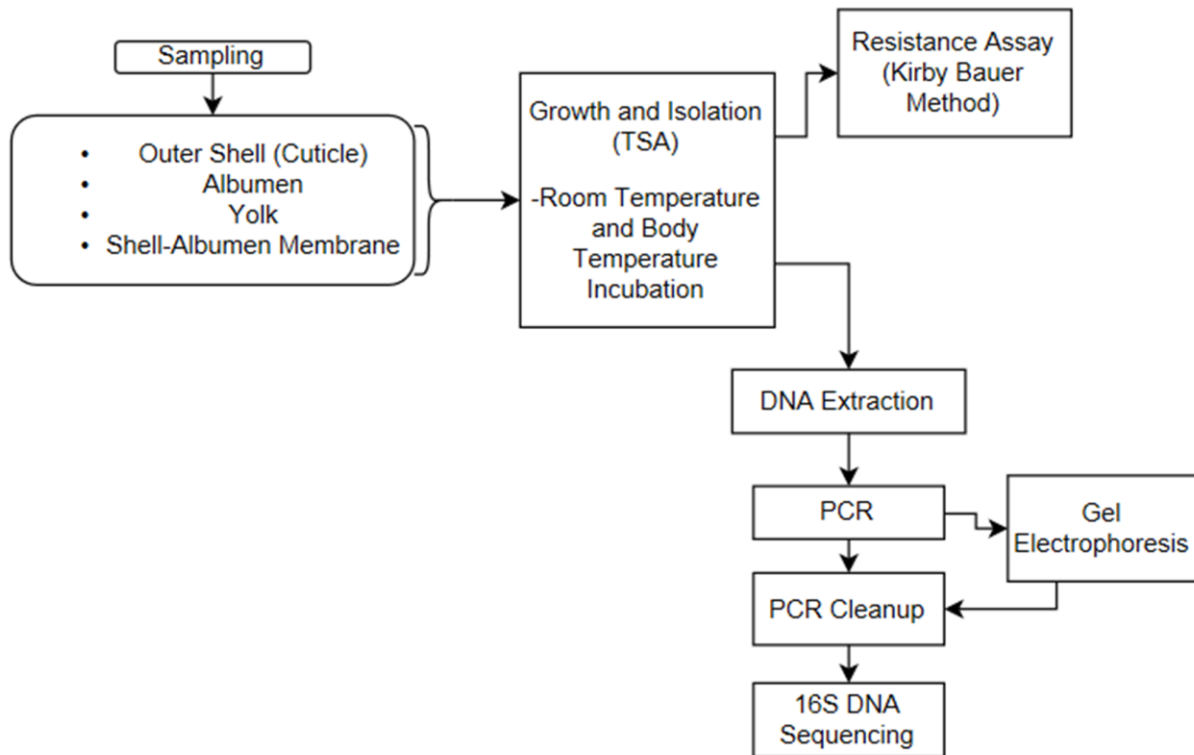 Sampling
• Outer Shell (Cuticle)
• Albumen
• Yolk
• Shell-Albumen Membrane
Growth and Isolation
(TSA)
-Room Temperature
and Body
Temperature
Incubation
Resistance Assay
(Kirby Bauer
Method)
DNA Extraction
PCR
Gel
Electrophoresis
PCR Cleanup
16S DNA
Sequencing